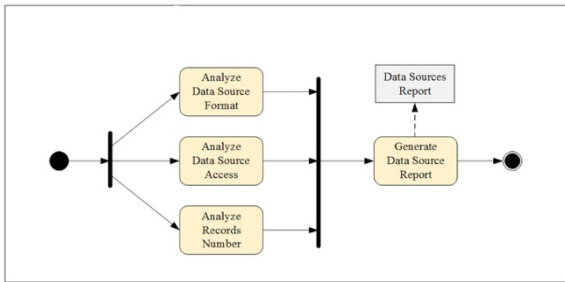 Analyze
Data Source
Format
Analyze
Data Source
Access
Analyze
Records
Number
Data Sources
Report
Generate
Data Source
Report